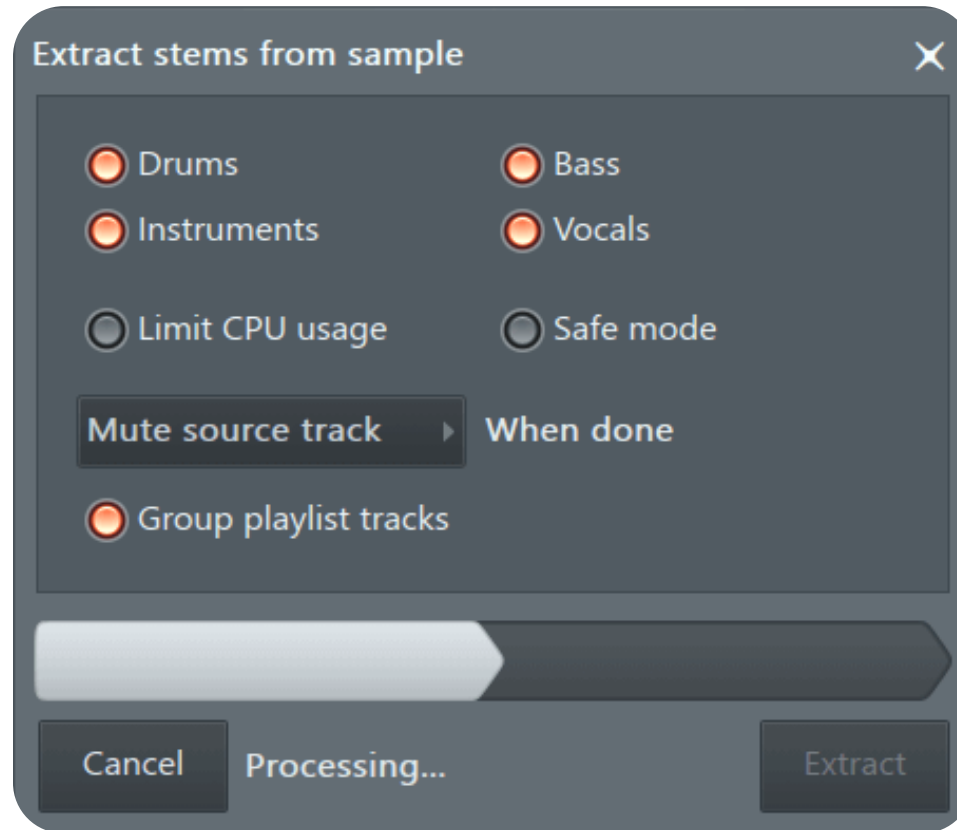 Extract stems from sample
Drums
Bass
Instruments
Vocals
Limit CPU usage
Safe mode
Mute source track
When done
Group playlist tracks
Cancel
Processing...
Extract